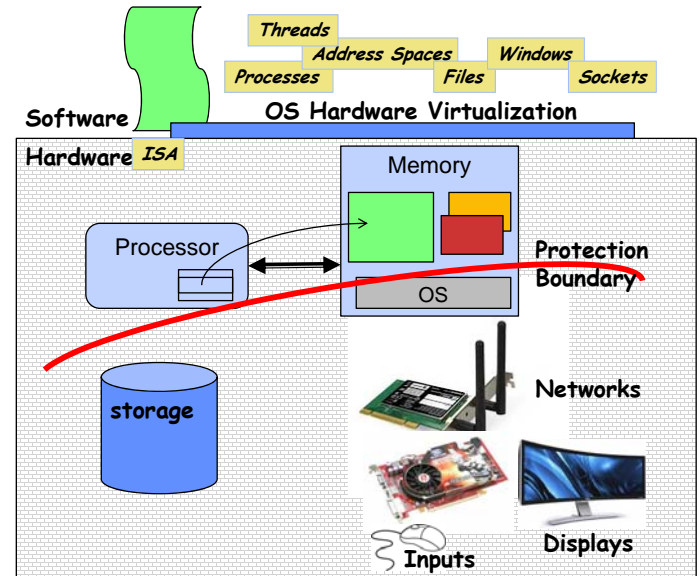 Threads
Address Spaces
Windows
Processes
Files
Sockets
Software
OS Hardware Virtualization
Hardware
ISA
Memory
Processor
Protection
Boundary
OS
storage
Networks
Inputs
Displays